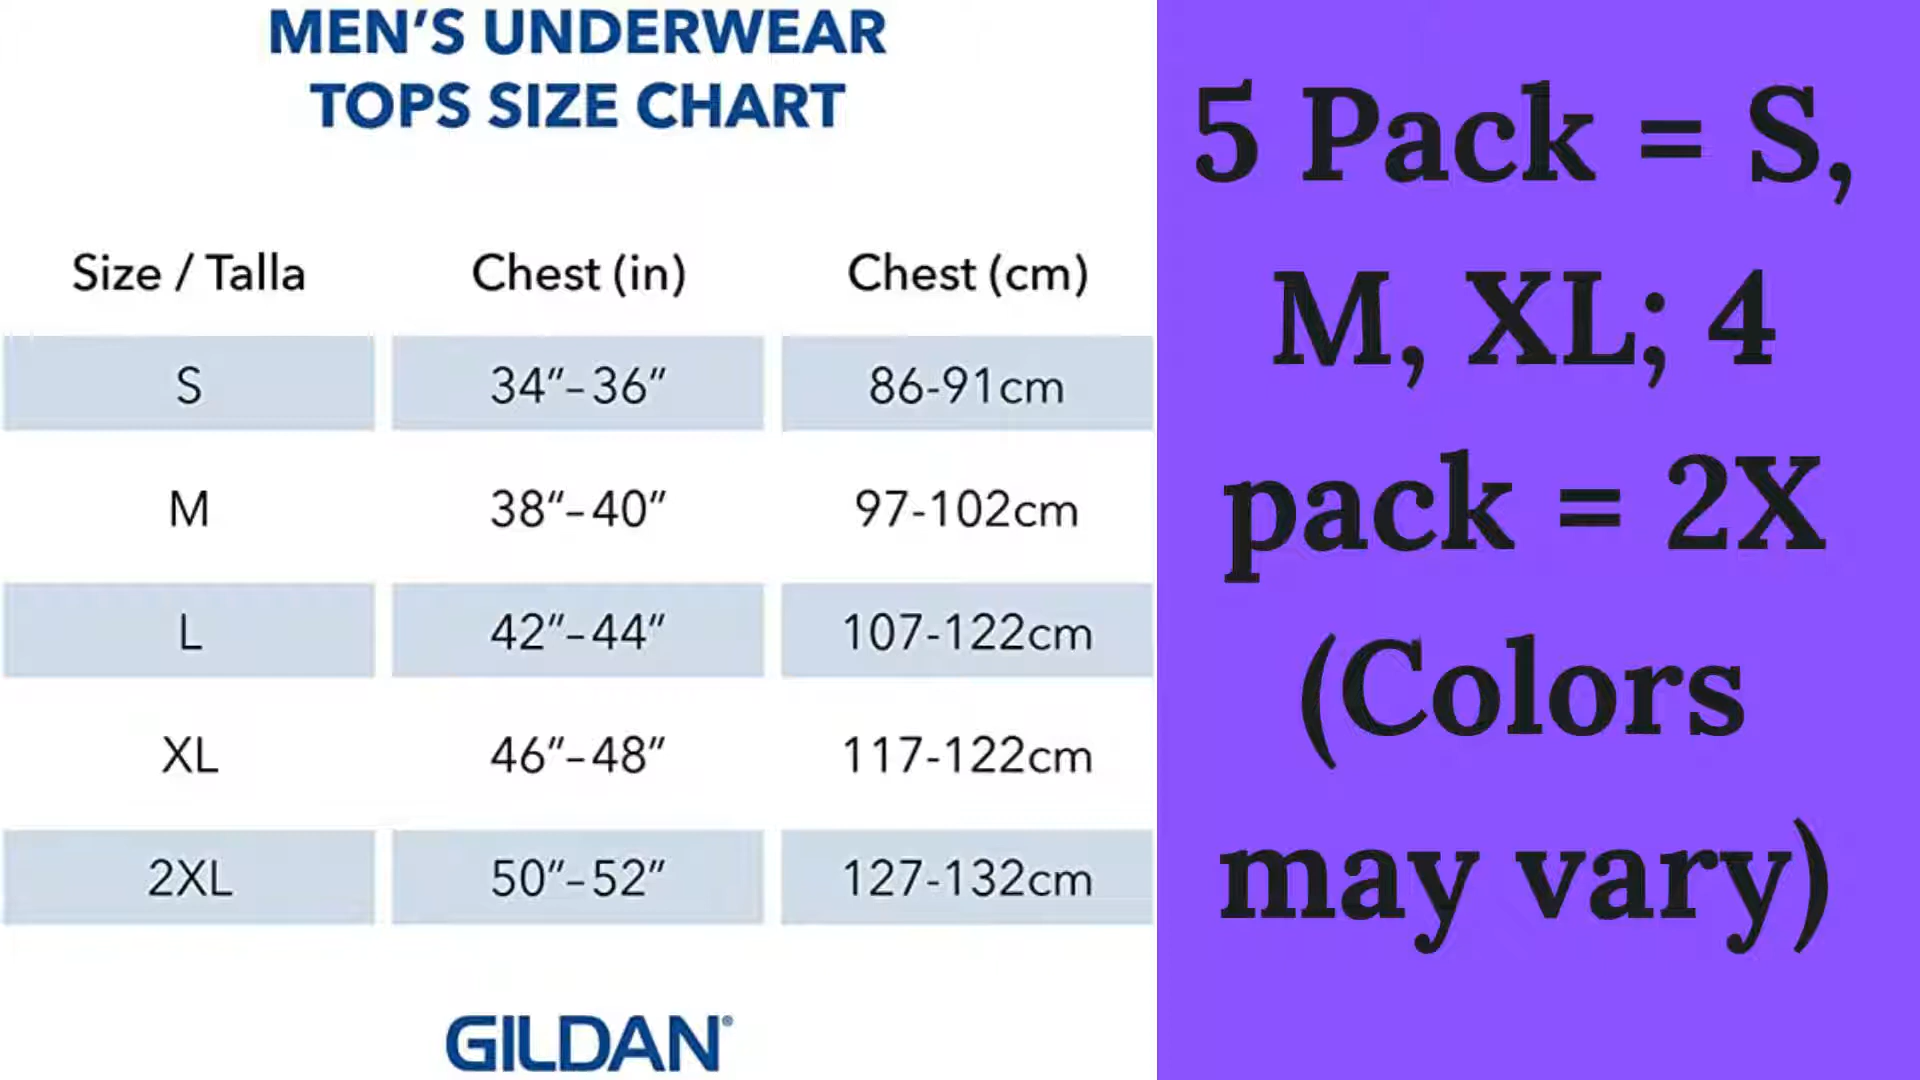 MEN’S UNDERWEAR
TOPS SIZE CHART
Size / Talla Chest (in) Chest (cm)
S 34”–36” 86-91cm
M 38“–40” 97-102cm
L 42”–44” 107-122cm
XL 46”–48” 117-122cm
2XL 50”–52” 127-132cm
GILDAN®
5 Pack = S,
M, XL; 4
pack = 2X
(Colors
may vary)